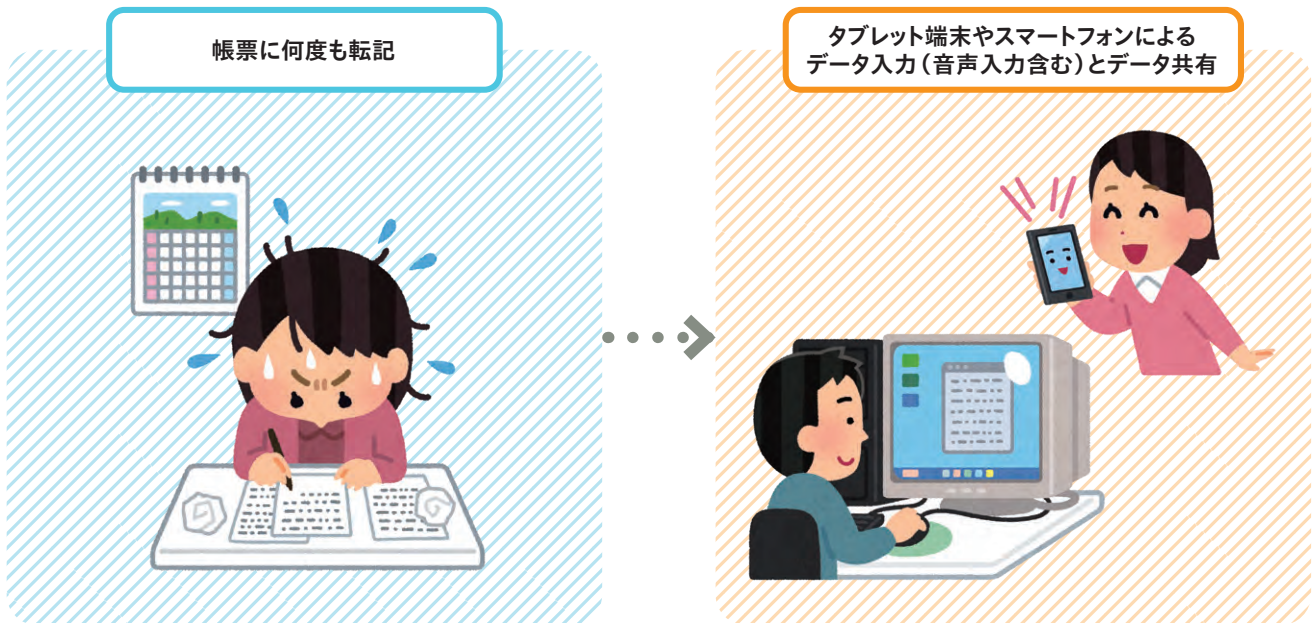 帳票に何度も転記
タブレット端末やスマートフォンによる
データ入力（音声入力含む）とデータ共有